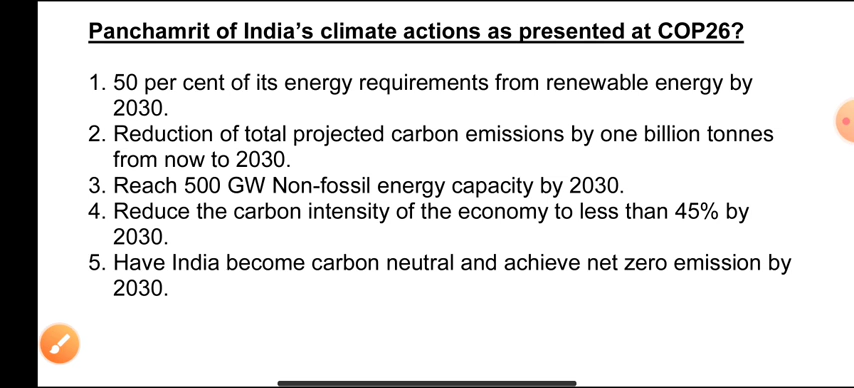 Panchamrit of India's climate actions as presented at COP26?
1. 50 per cent of its energy requirements from renewable energy by
2030.
2. Reduction of total projected carbon emissions by one billion tonnes
from now to 2030.
3. Reach 500 GW Non-fossil energy capacity by 2030.
4. Reduce the carbon intensity of the economy to less than 45% by
2030.
5. Have India become carbon neutral and achieve net zero emission by
2030.